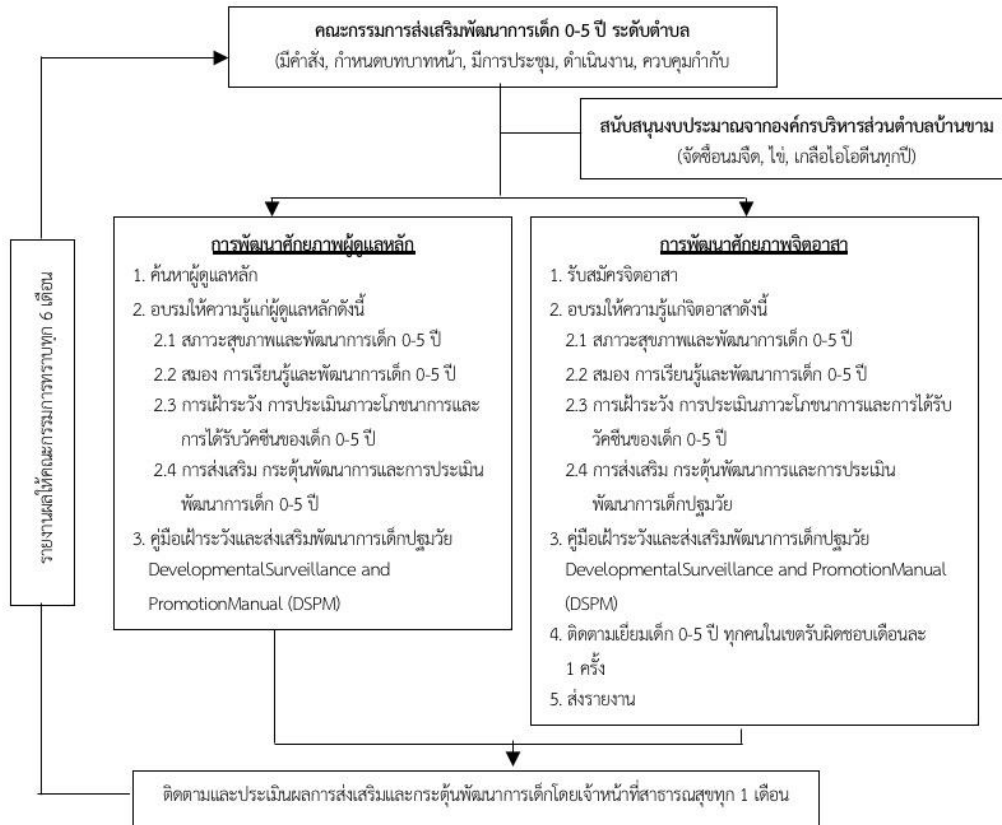 คณะกรรมการส่งเสริมพัฒนาการเด็ก 0-5 ปี ระดับตำบล
(มีคำสั่ง, กำหนดบทบาทหน้า, มีการประชุม, ดำเนินงาน, ควบคุมกำกับ
สนับสนุนงบประมาณจากองค์กรบริหารส่วนตำบลบ้านขาม
(จัดซื้อนมจืด, ไข่, เกลือไอโอดีนทุกปี)
รายงานผลให้คณะกรรมการทราบทุก 6 เดือน
การพัฒนาศักยภาพผู้ดูแลหลัก
1. ค้นหาผู้ดูแลหลัก
2. อบรมให้ความรู้แก่ผู้ดูแลหลักดังนี้
2.1 สภาวะสุขภาพและพัฒนาการเด็ก 0-5 ปี
2.2 สมอง การเรียนรู้และพัฒนาการเด็ก 0-5 ปี
2.3 การเฝ้าระวัง การประเมินภาวะโภชนาการและ
การได้รับวัคซีนของเด็ก 0-5 ปี
2.4 การส่งเสริม กระตุ้นพัฒนาการและการประเมิน
พัฒนาการเด็ก 0-5 ปี
3. คู่มือเฝ้าระวังและส่งเสริมพัฒนาการเด็กปฐมวัย
DevelopmentalSurveillance and
PromotionManual (DSPM)
การพัฒนาศักยภาพจิตอาสา
1. รับสมัครจิตอาสา
2. อบรมให้ความรู้แก่จิตอาสาดังนี้
2.1 สภาวะสุขภาพและพัฒนาการเด็ก 0-5 ปี
2.2 สมอง การเรียนรู้และพัฒนาการเด็ก 0-5 ปี
2.3 การเฝ้าระวัง การประเมินภาวะโภชนาการและการได้รับ
วัคซีนของเด็ก 0-5 ปี
2.4 การส่งเสริม กระตุ้นพัฒนาการและการประเมิน
พัฒนาการเด็กปฐมวัย
3. คู่มือเฝ้าระวังและส่งเสริมพัฒนาการเด็กปฐมวัย
DevelopmentalSurveillance and PromotionManual
(DSPM)
4. ติดตามเยี่ยมเด็ก 0-5 ปี ทุกคนในเขตรับผิดชอบเดือนละ
1 ครั้ง
5. ส่งรายงาน
ติดตามและประเมินผลการส่งเสริมและกระตุ้นพัฒนาการเด็กโดยเจ้าหน้าที่สาธารณสุขทุก 1 เดือน